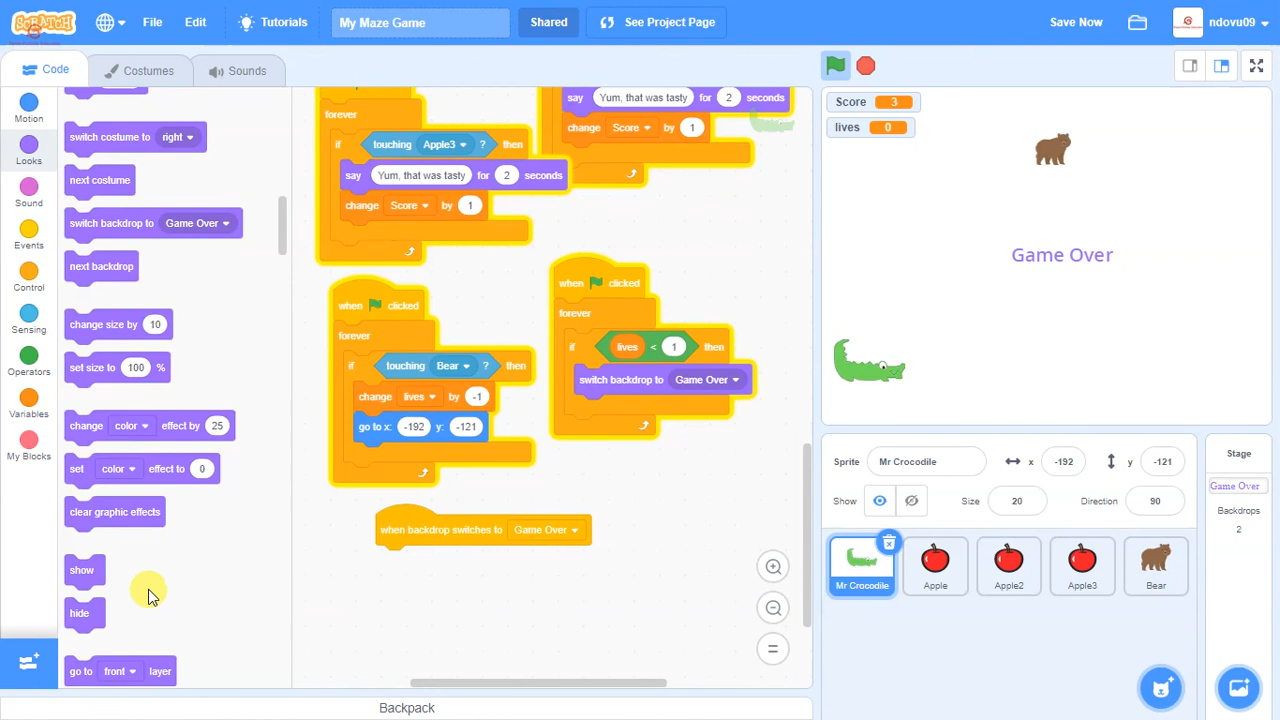 SCRATCH
File
Edit
Tutorials
My Maze Game
Shared
See Project Page
Save Now
ndovu09
Code
Costumes
Sounds
Motion
Looks
Sound
Events
Control
Sensing
Operators
Variables
My Blocks
switch costume to right
next costume
switch backdrop to Game Over
next backdrop
change size by 10
set size to 100 %
change color effect by 25
set color effect to 0
clear graphic effects
show
hide
go to front layer
forever
if touching Apple3 ? then
say Yum, that was tasty for 2 seconds
change Score by 1
say Yum, that was tasty for 2 seconds
change Score by 1
when clicked
forever
if touching Bear ? then
change lives by -1
go to x: -192 y: -121
when clicked
forever
if lives < 1 then
switch backdrop to Game Over
when backdrop switches to Game Over
Backpack
Score 3
lives 0
Game Over
Sprite Mr Crocodile x -192 y -121
Show Size 20 Direction 90
Mr Crocodile
Apple
Apple2
Apple3
Bear
Stage
Game Over
Backdrops
2